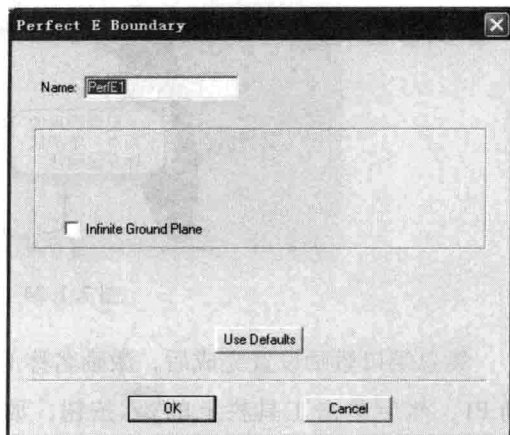 Perfect E Boundary
Name: PerfE1
Infinite Ground Plane
Use Defaults
OK Cancel